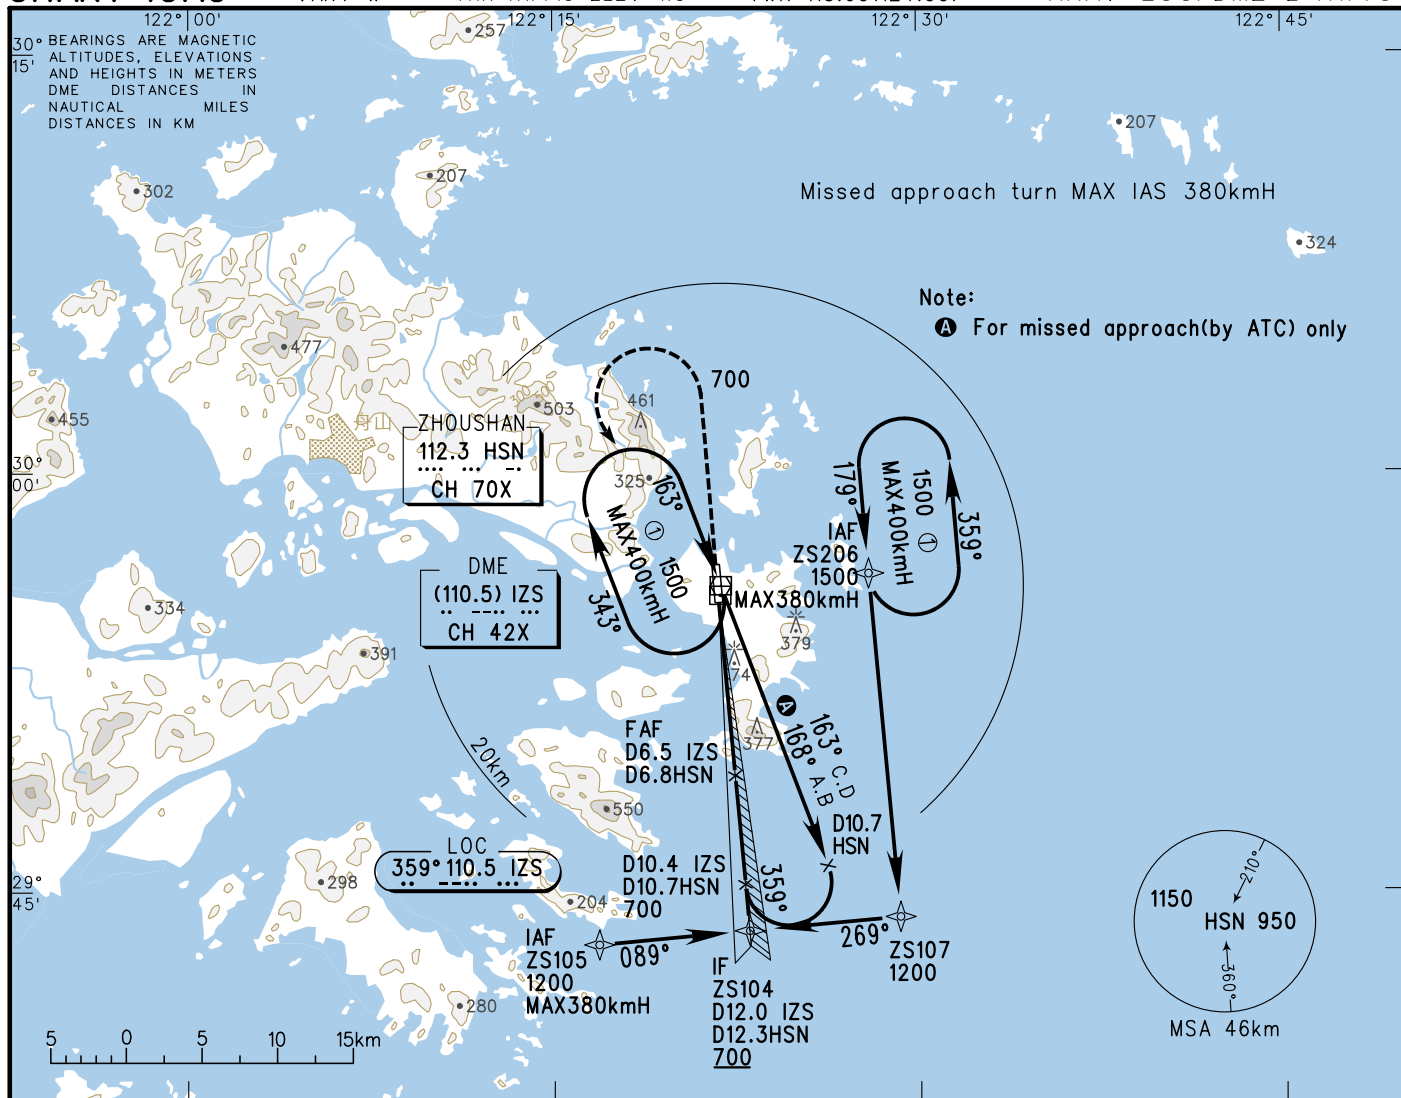 122° 00'
122° 15'
122° 30'
122° 45'
30°
15'
BEARINGS ARE MAGNETIC
ALTITUDES, ELEVATIONS
AND HEIGHTS IN METERS
DME DISTANCES IN
NAUTICAL MILES
DISTANCES IN KM
257
207
207
302
Missed approach turn MAX IAS 380kmH
324
Note:
A For missed approach(by ATC) only
477
455
503
461
325
300
舟山
700
ZHOUSHAN
112.3 HSN
CH 70X
30°
00'
163°
MAX400kmH
① 1500
343°
179°
1500 ①
MAX400kmH
359°
IAF
ZS206
1500
MAX380kmH
DME
(110.5) IZS
CH 42X
334
391
379
74
377
A
163° C.D
168° A.B
FAF
D6.5 IZS
D6.8HSN
20km
550
D10.7
HSN
LOC
359° 110.5 IZS
D10.4 IZS
D10.7HSN
700
359°
298
204
29°
45'
IAF
ZS105
1200
MAX380kmH
089°
269°
ZS107
1200
IF
ZS104
D12.0 IZS
D12.3HSN
700
280
1150
210°
HSN 950
360°
MSA 46km
5 0 5 10 15km